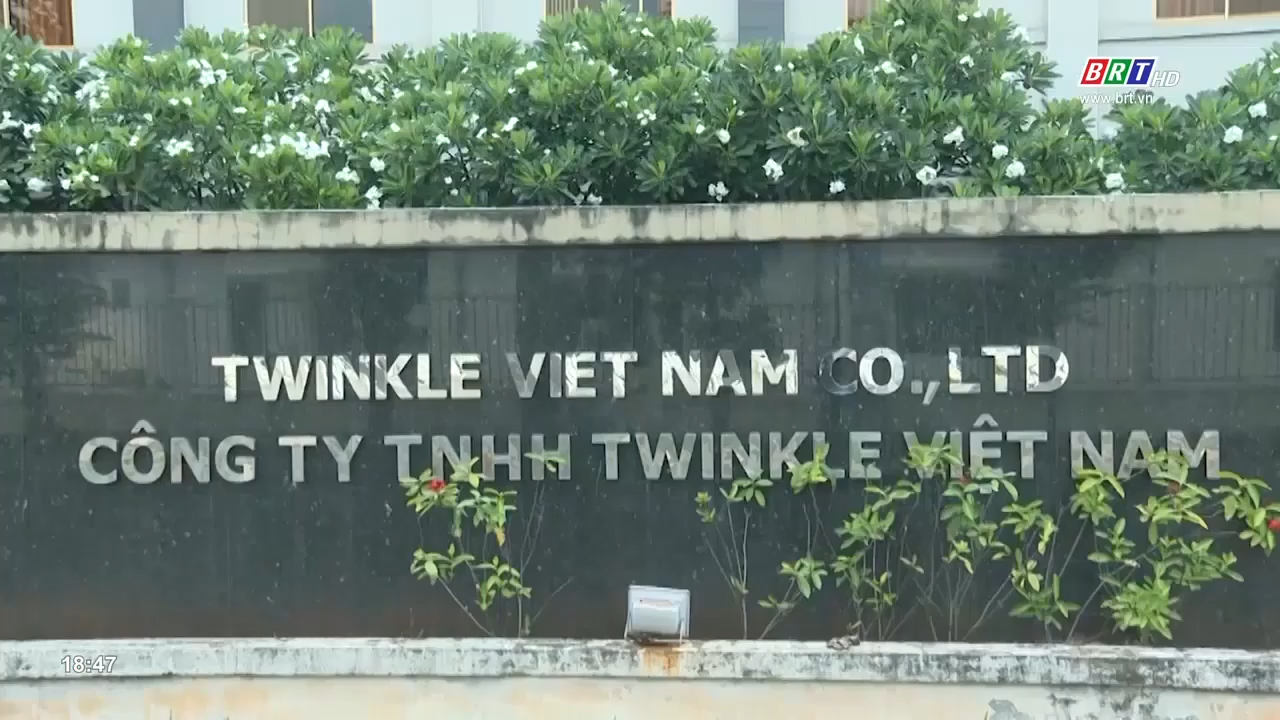 BRT HD
www.brt.vn
TWINKLE VIET NAM CO.,LTD
CÔNG TY TNHH TWINKLE VIỆT NAM
18:47